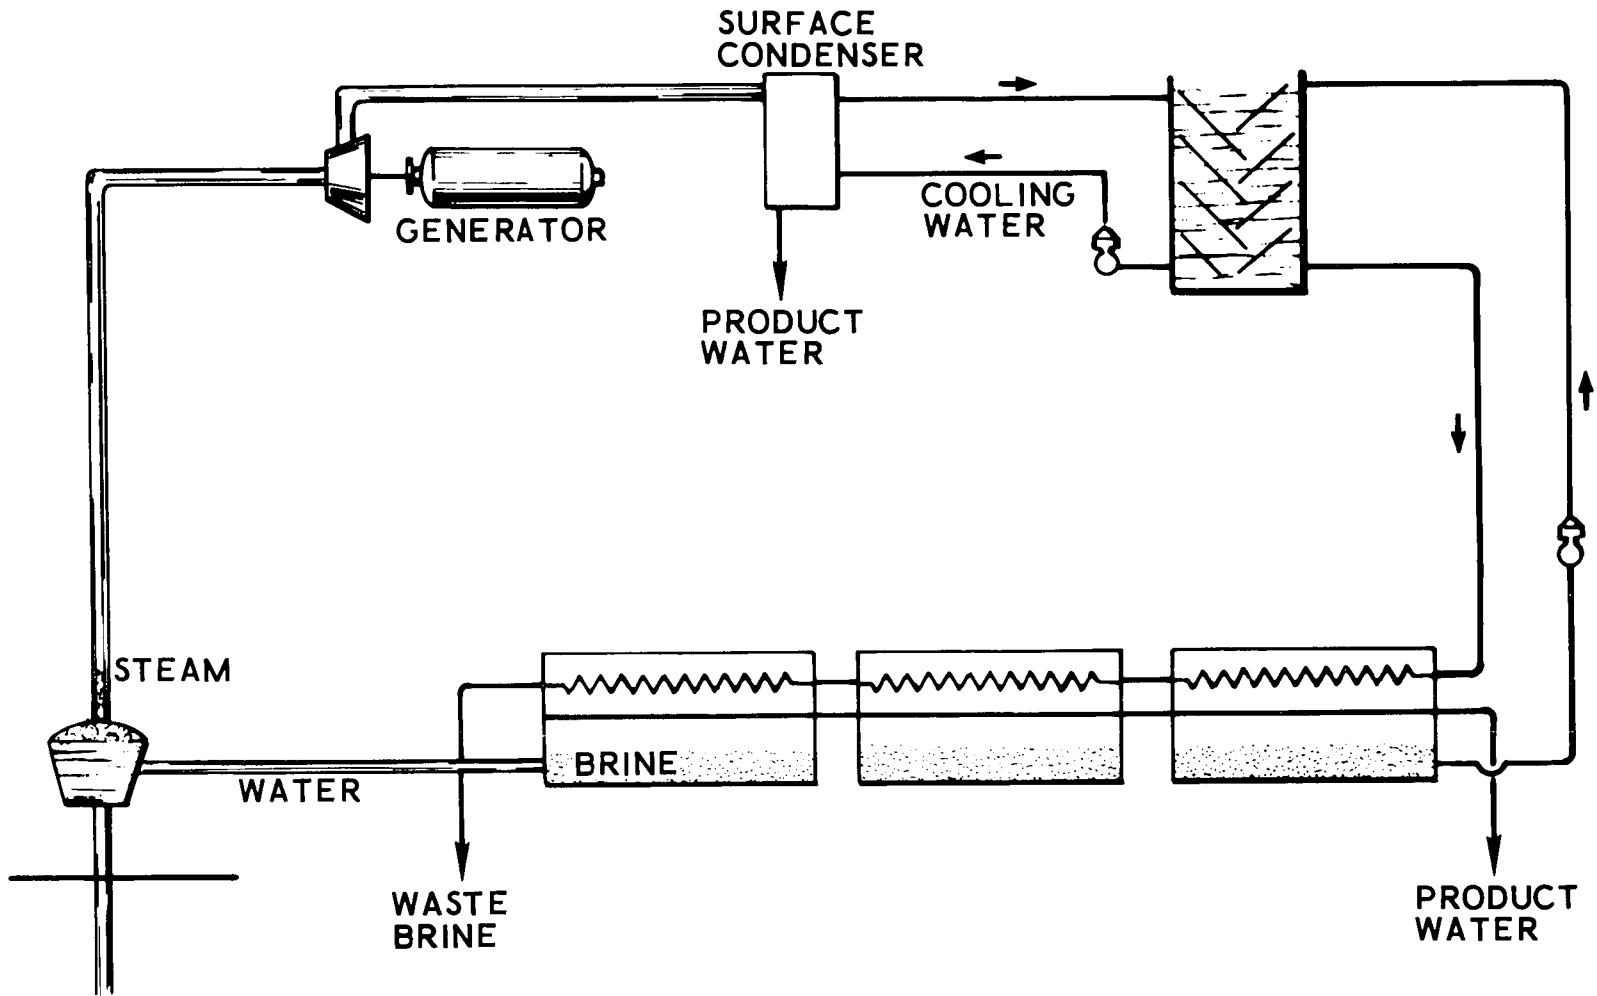 SURFACE
CONDENSER
GENERATOR
COOLING
WATER
PRODUCT
WATER
STEAM
BRINE
WATER
WASTE
BRINE
PRODUCT
WATER